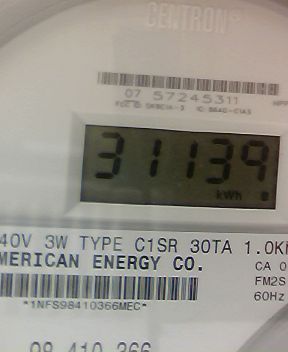 CENTRON®
07 57245311
31139
kWh
40V 3W TYPE C1SR 30TA 1.0K
MERICAN ENERGY CO.
CA 0
FM2S
60Hz
*1NFS98410366MEC*
98 410 366